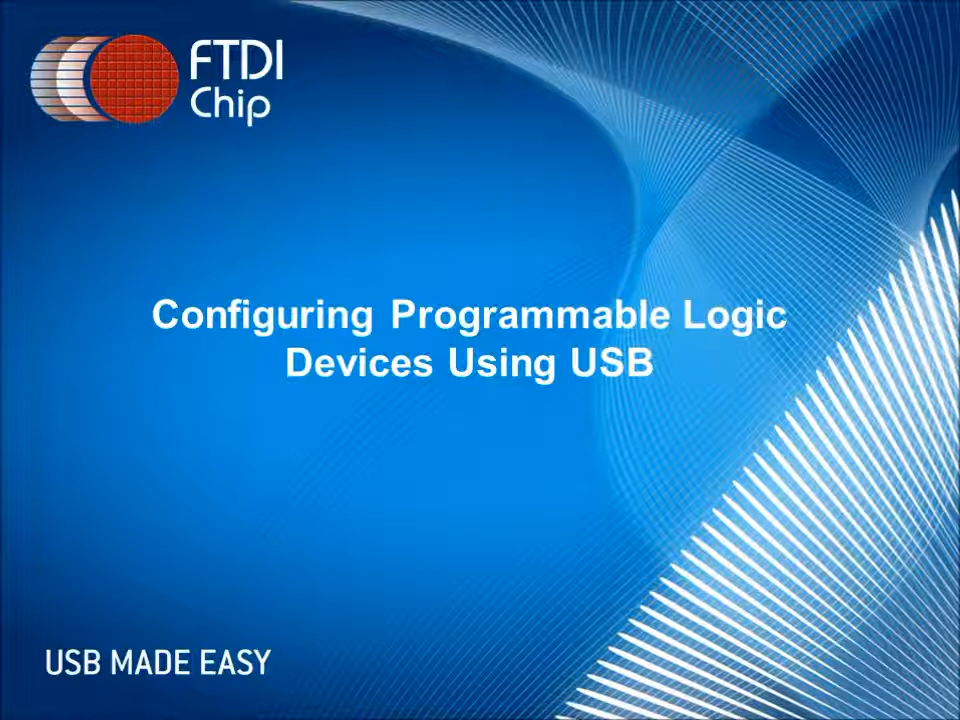 FTDI
Chip
Configuring Programmable Logic
Devices Using USB
USB MADE EASY